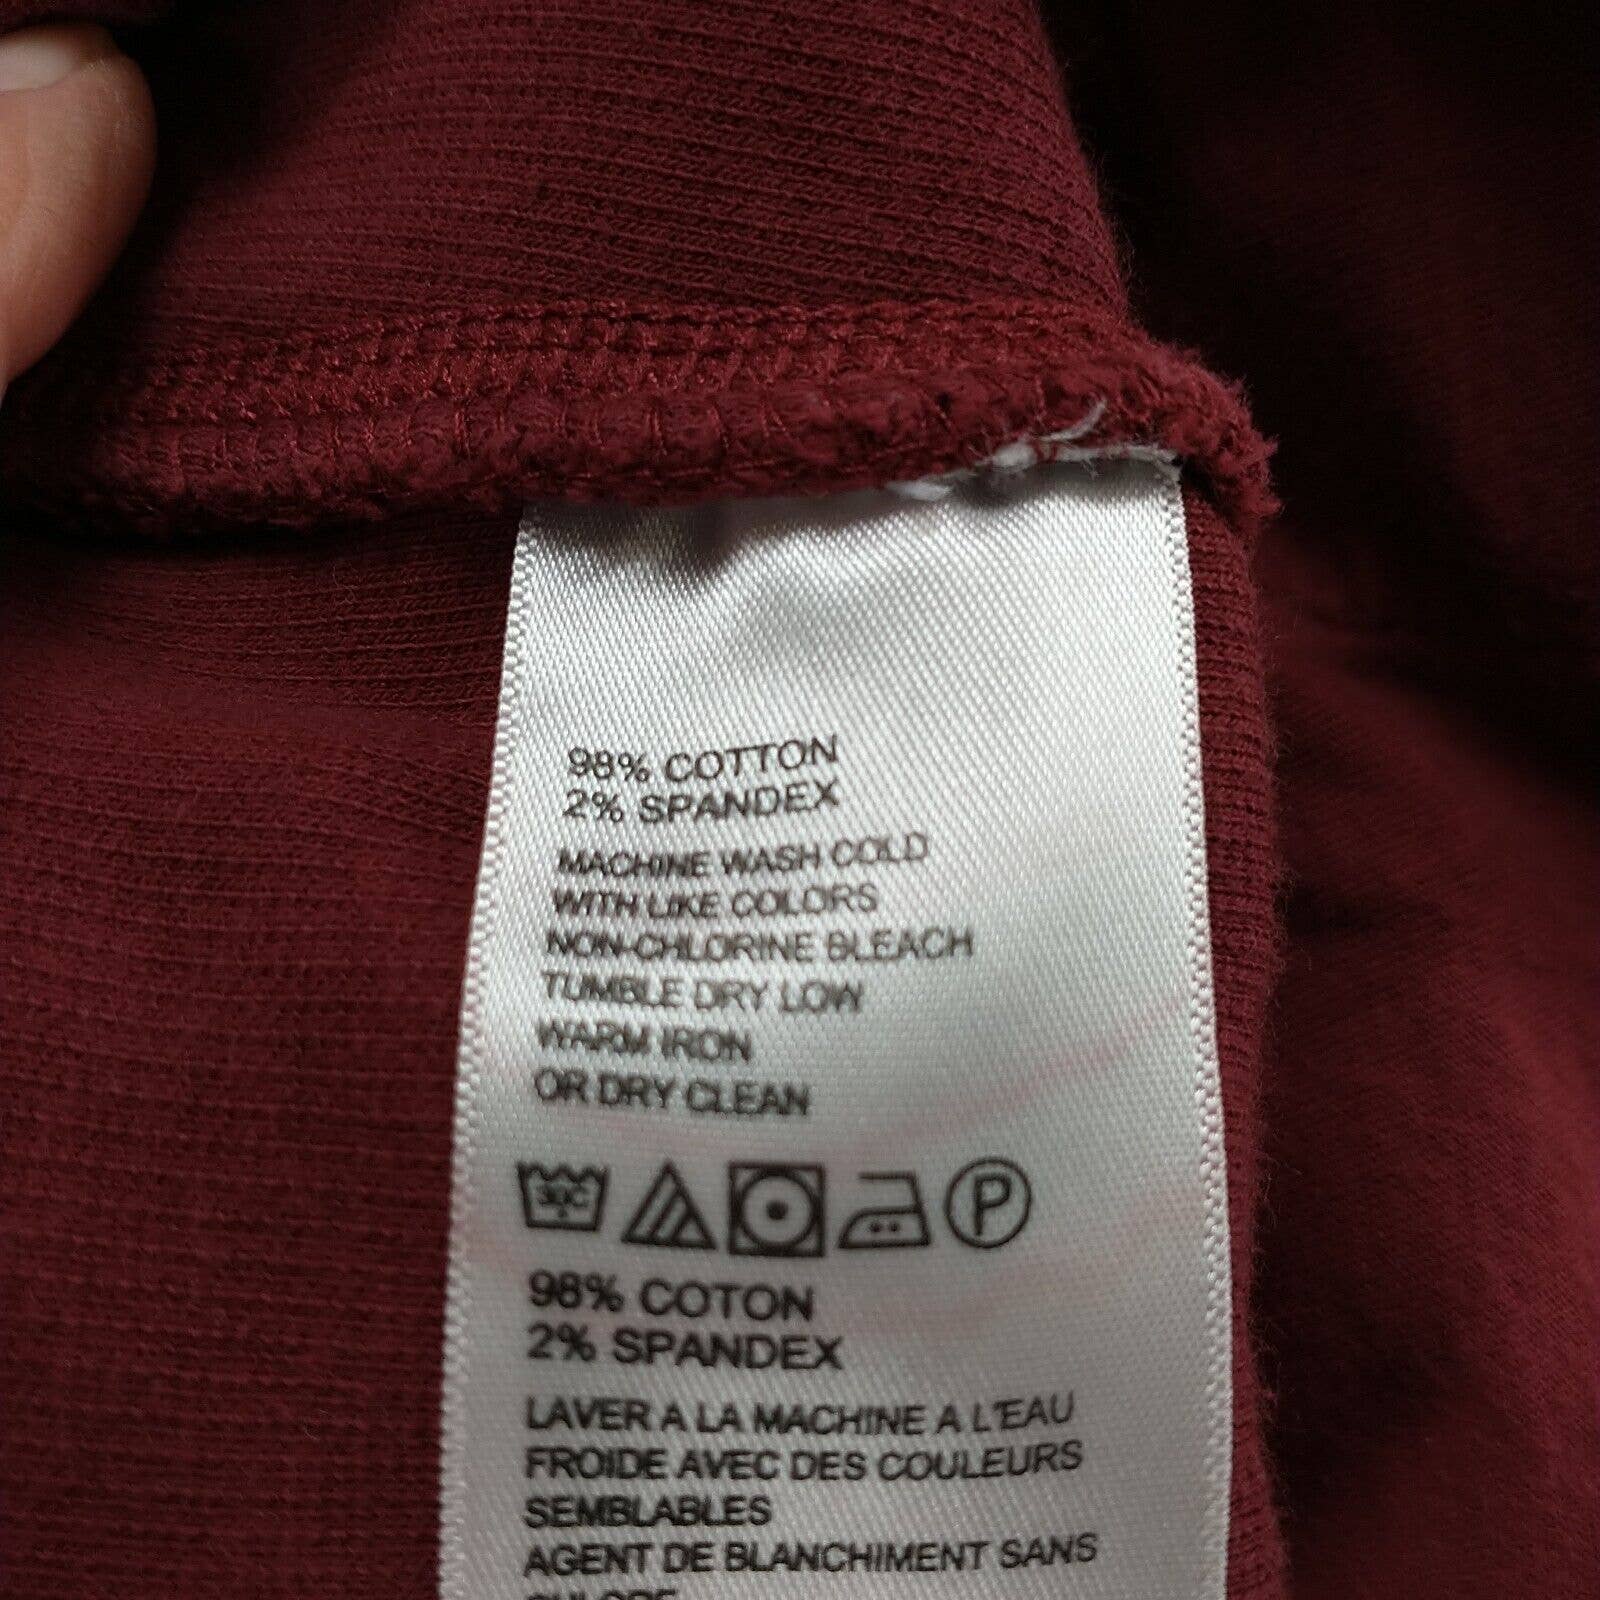 98% COTTON
2% SPANDEX
MACHINE WASH COLD
WITH LIKE COLORS
NON-CHLORINE BLEACH
TUMBLE DRY LOW
WARM IRON
OR DRY CLEAN
30C P
98% COTON
2% SPANDEX
LAVER A LA MACHINE A L'EAU
FROIDE AVEC DES COULEURS
SEMBLABLES
AGENT DE BLANCHIMENT SANS